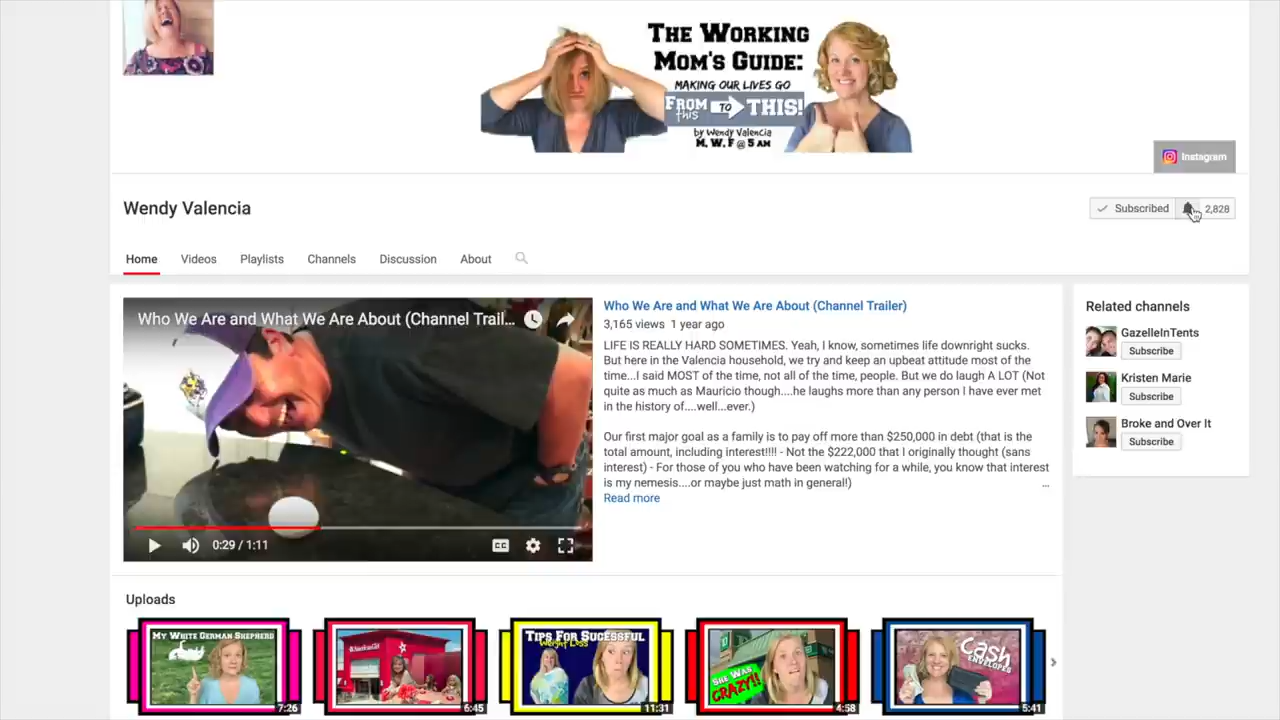 THE WORKING
MOM'S GUIDE:
MAKING OUR LIVES GO
FROM this TO THIS!
by Wendy Valencia
M, W, F @ 5 AM
Instagram
Wendy Valencia
Subscribed 2,828
Home Videos Playlists Channels Discussion About
Who We Are and What We Are About (Channel Trail...
0:29 / 1:11
CC
Who We Are and What We Are About (Channel Trailer)
3,165 views 1 year ago
LIFE IS REALLY HARD SOMETIMES. Yeah, I know, sometimes life downright sucks.
But here in the Valencia household, we try and keep an upbeat attitude most of the
time...I said MOST of the time, not all of the time, people. But we do laugh A LOT (Not
quite as much as Mauricio though....he laughs more than any person I have ever met
in the history of....well...ever.)
Our first major goal as a family is to pay off more than $250,000 in debt (that is the
total amount, including interest!!!! - Not the $222,000 that I originally thought (sans
interest) - For those of you who have been watching for a while, you know that interest
is my nemesis....or maybe just math in general!)
...
Read more
Related channels
GazelleInTents
Subscribe
Kristen Marie
Subscribe
Broke and Over It
Subscribe
Uploads
MY WHITE GERMAN SHEPHERD
7:26
American Girl
6:45
TIPS FOR SUCESSFUL
Weight Loss
11:31
SHE WAS
CRAZY!!
4:58
Cash
ENVELOPES
5:41